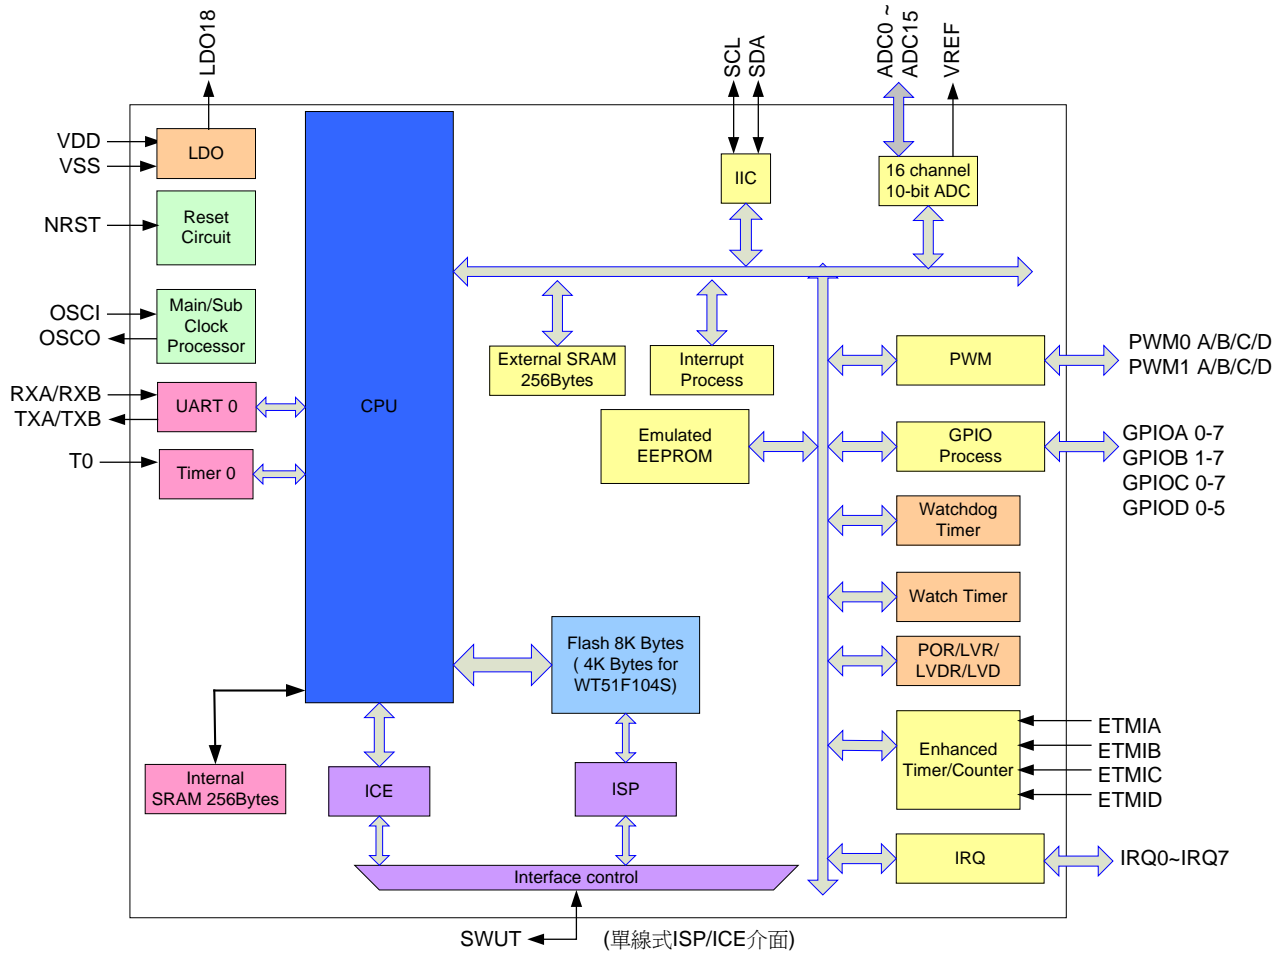 LDO18
SCL
SDA
ADC0 ~
ADC15
VREF
VDD
VSS
LDO
NRST
Reset
Circuit
OSCI
OSCO
Main/Sub
Clock
Processor
RXA/RXB
TXA/TXB
UART 0
T0
Timer 0
CPU
IIC
16 channel
10-bit ADC
External SRAM
256Bytes
Interrupt
Process
Emulated
EEPROM
PWM
PWM0 A/B/C/D
PWM1 A/B/C/D
GPIO
Process
GPIOA 0-7
GPIOB 1-7
GPIOC 0-7
GPIOD 0-5
Watchdog
Timer
Watch Timer
POR/LVR/
LVDR/LVD
Flash 8K Bytes
( 4K Bytes for
WT51F104S)
Enhanced
Timer/Counter
ETMIA
ETMIB
ETMIC
ETMID
Internal
SRAM 256Bytes
ICE
ISP
IRQ
IRQ0~IRQ7
Interface control
SWUT
(單線式ISP/ICE介面)